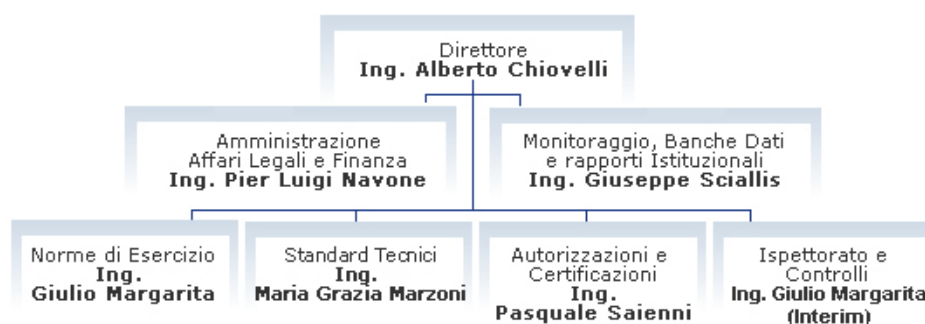 Direttore
Ing. Alberto Chiovelli
Amministrazione
Affari Legali e Finanza
Ing. Pier Luigi Navone
Monitoraggio, Banche Dati
e rapporti Istituzionali
Ing. Giuseppe Sciallis
Norme di Esercizio
Ing.
Giulio Margarita
Standard Tecnici
Ing.
Maria Grazia Marzoni
Autorizzazioni e
Certificazioni
Ing.
Pasquale Saienni
Ispettorato e
Controlli
Ing. Giulio Margarita
(Interim)